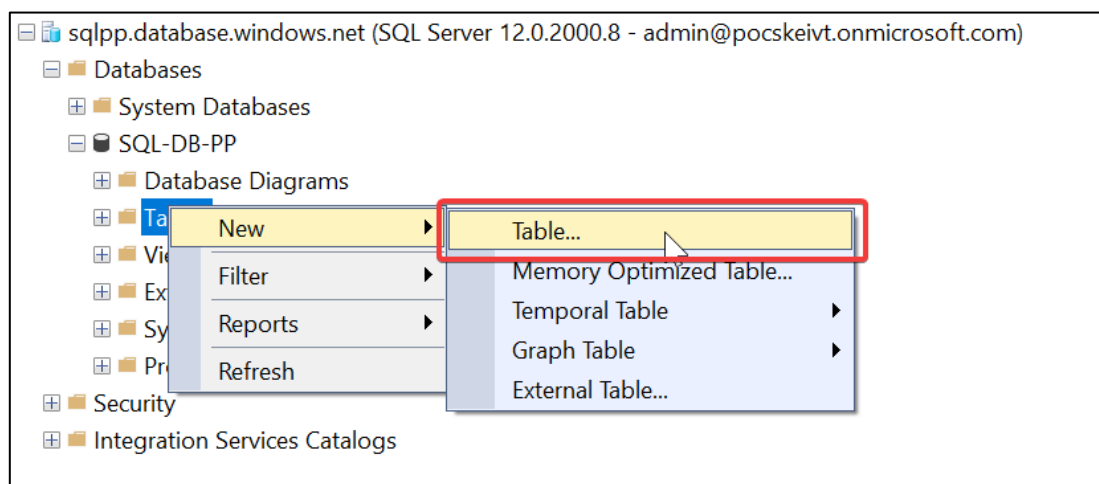 sqlpp.database.windows.net (SQL Server 12.0.2000.8 - admin@pocskeivt.onmicrosoft.com)
Databases
System Databases
SQL-DB-PP
Database Diagrams
New
Table...
Filter
Memory Optimized Table...
Reports
Temporal Table
Refresh
Graph Table
External Table...
Security
Integration Services Catalogs